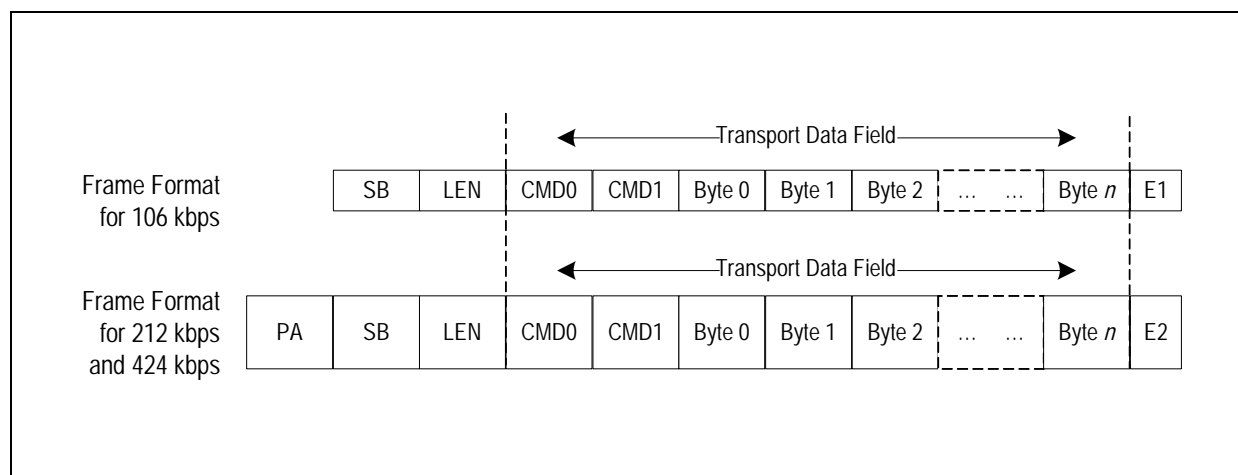 Transport Data Field
Frame Format
for 106 kbps
SB LEN CMD0 CMD1 Byte 0 Byte 1 Byte 2 ... ... Byte n E1
Transport Data Field
Frame Format
for 212 kbps
and 424 kbps
PA SB LEN CMD0 CMD1 Byte 0 Byte 1 Byte 2 ... ... Byte n E2